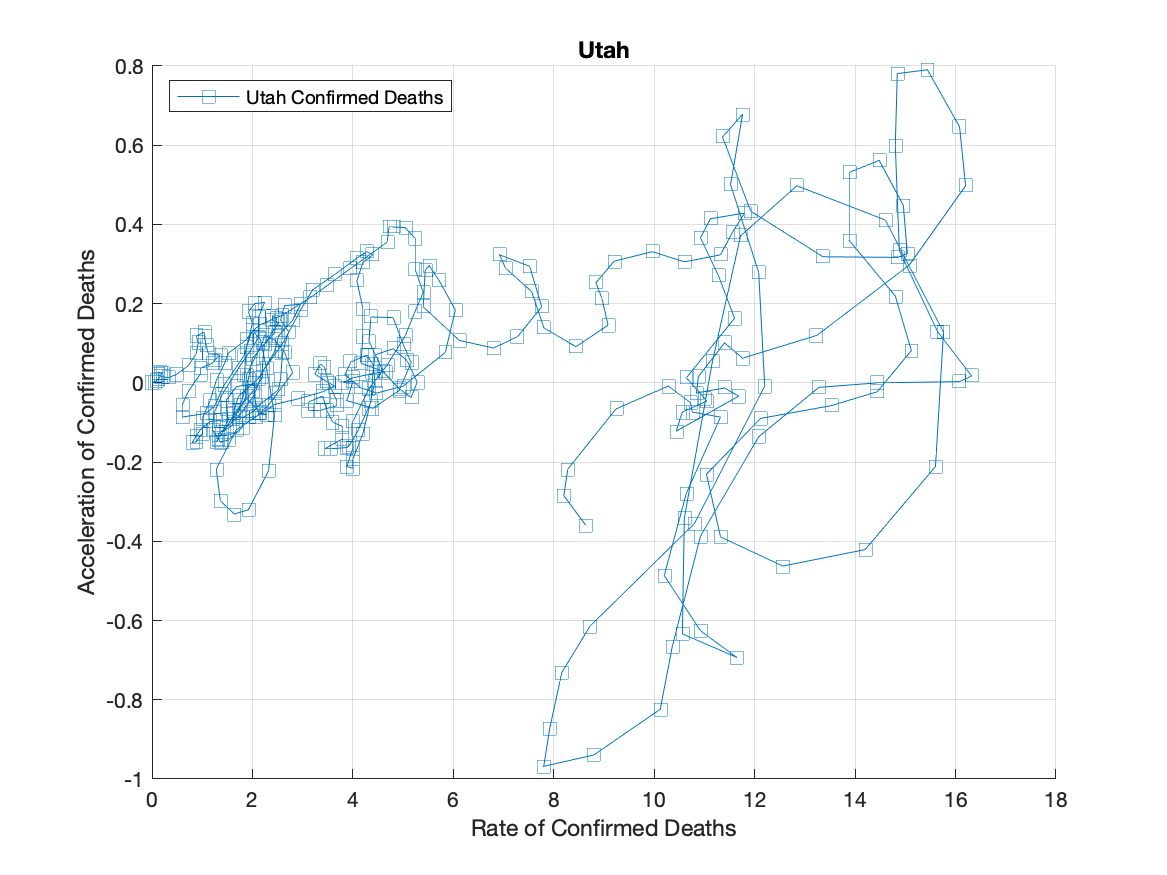 Utah
Utah Confirmed Deaths
0.8
0.6
0.4
0.2
0
-0.2
-0.4
-0.6
-0.8
-1
0 2 4 6 8 10 12 14 16 18
Acceleration of Confirmed Deaths
Rate of Confirmed Deaths